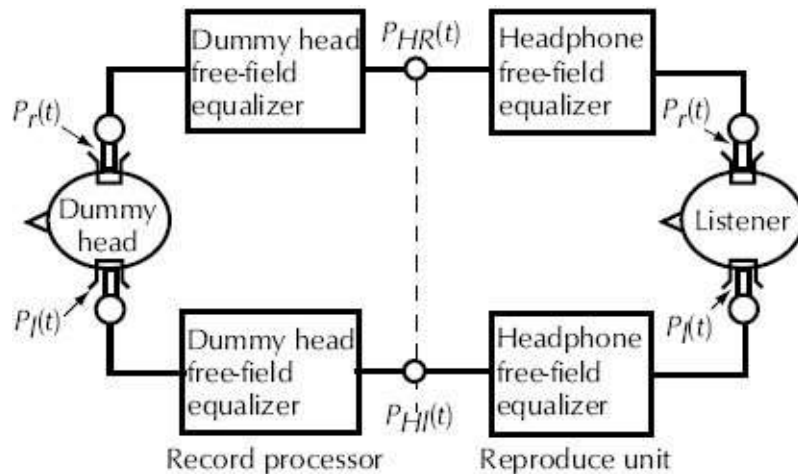 Dummy head
free-field
equalizer
P_HR(t)
Headphone
free-field
equalizer
P_r(t)
P_r(t)
Dummy
head
Listener
P_l(t)
P_l(t)
Dummy head
free-field
equalizer
Headphone
free-field
equalizer
P_Hl(t)
Record processor
Reproduce unit